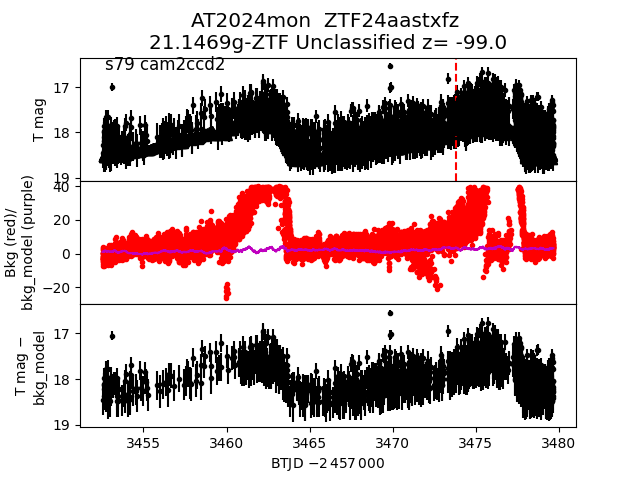 AT2024mon  ZTF24aastxfz
21.1469g-ZTF Unclassified z= -99.0
s79 cam2ccd2
T mag
17
18
19
Bkg (red)/
bkg_model (purple)
40
20
0
−20
T mag −
bkg_model
17
18
19
3455
3460
3465
3470
3475
3480
BTJD −2 457 000